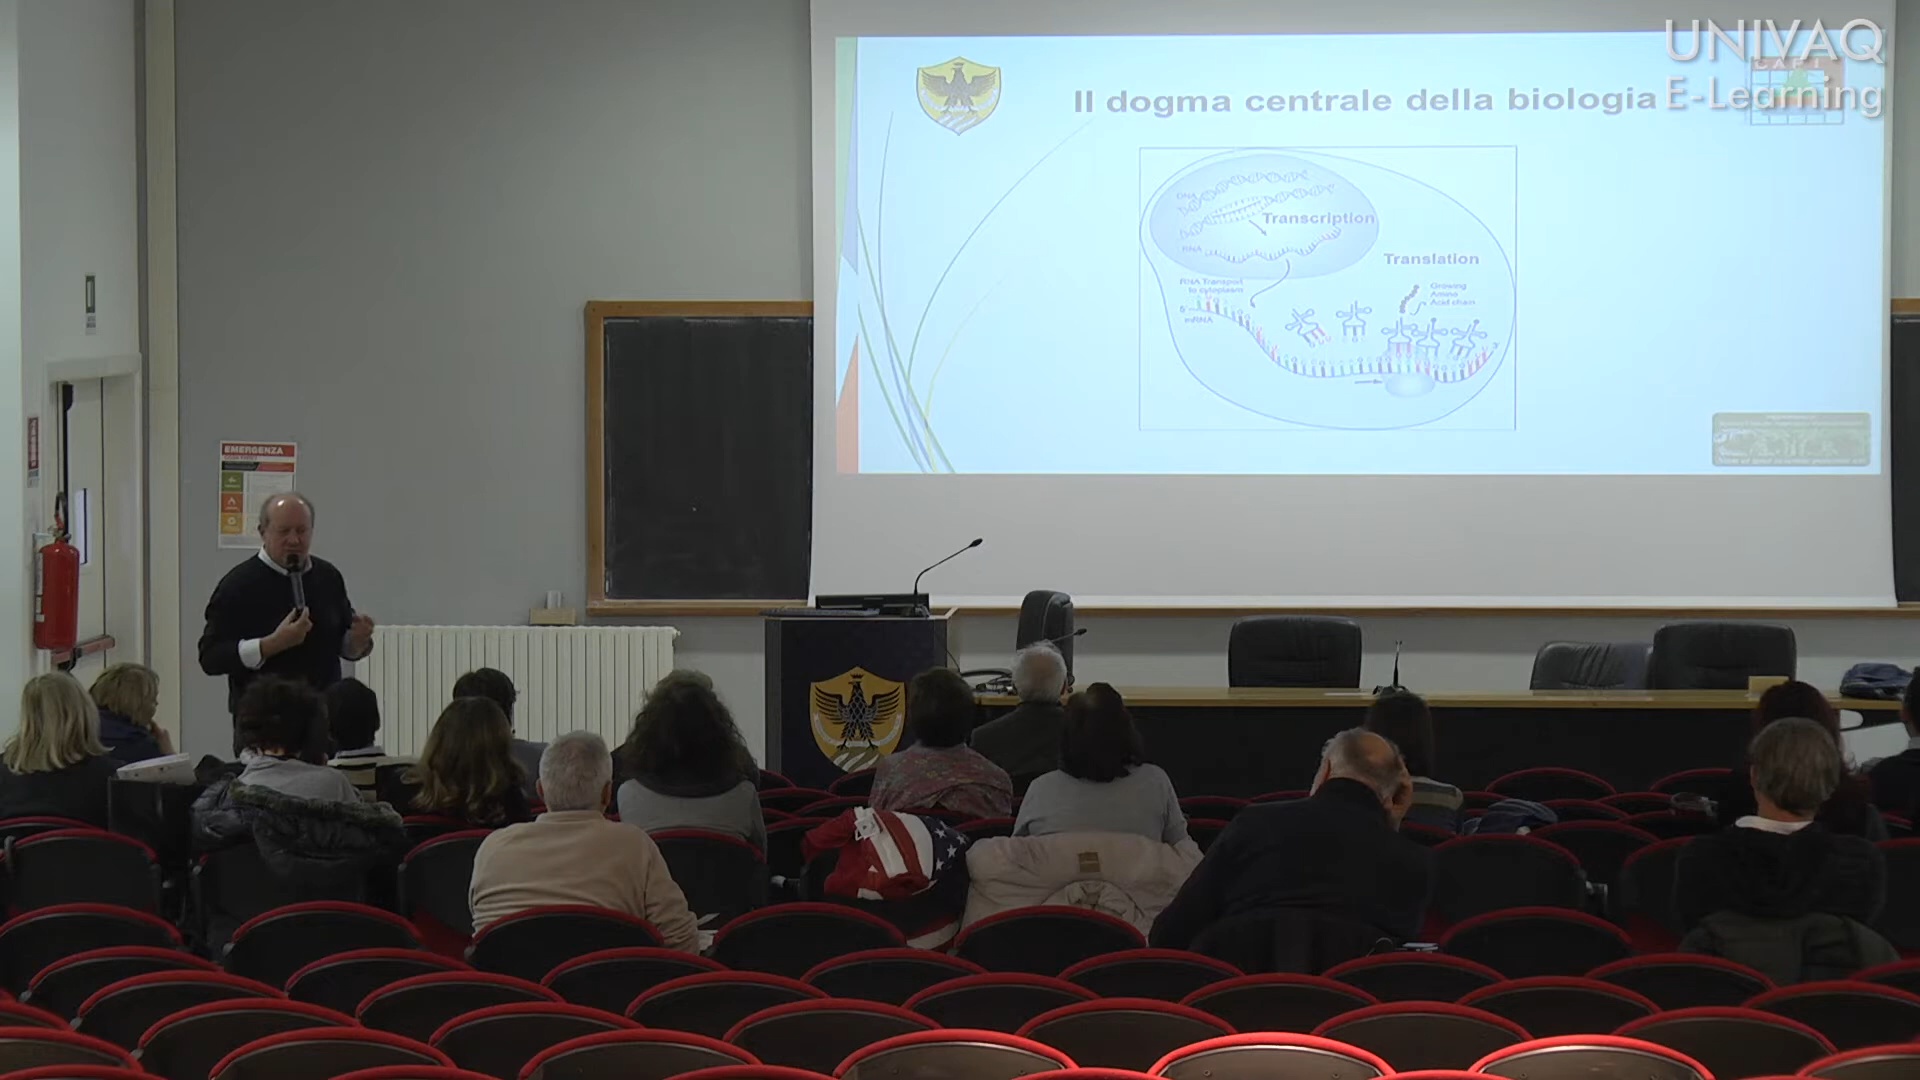 UNIVAQ
E-Learning
Il dogma centrale della biologia
DNA
Transcription
RNA
Translation
RNA Transport
to cytoplasm
Growing
Amino
Acid chain
5'
mRNA
EMERGENZA